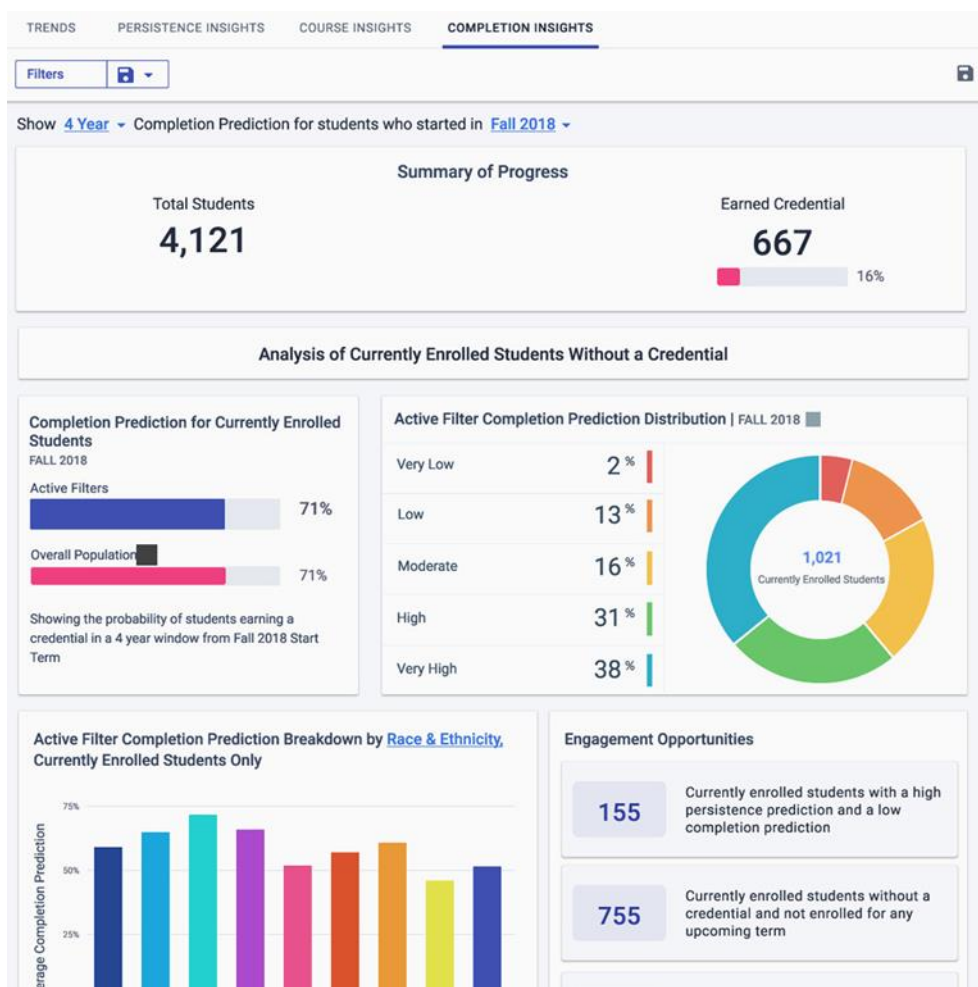 TRENDS PERSISTENCE INSIGHTS COURSE INSIGHTS COMPLETION INSIGHTS
Filters
Show 4 Year Completion Prediction for students who started in Fall 2018
Summary of Progress
Total Students
4,121
Earned Credential
667
16%
Analysis of Currently Enrolled Students Without a Credential
Completion Prediction for Currently Enrolled
Students
FALL 2018
Active Filters
71%
Overall Population
71%
Showing the probability of students earning a
credential in a 4 year window from Fall 2018 Start
Term
Active Filter Completion Prediction Distribution | FALL 2018
Very Low 2 %
Low 13 %
Moderate 16 %
High 31 %
Very High 38 %
1,021
Currently Enrolled Students
Active Filter Completion Prediction Breakdown by Race & Ethnicity,
Currently Enrolled Students Only
75%
50%
25%
Completion Prediction
Engagement Opportunities
155
Currently enrolled students with a high
persistence prediction and a low
completion prediction
755
Currently enrolled students without a
credential and not enrolled for any
upcoming term